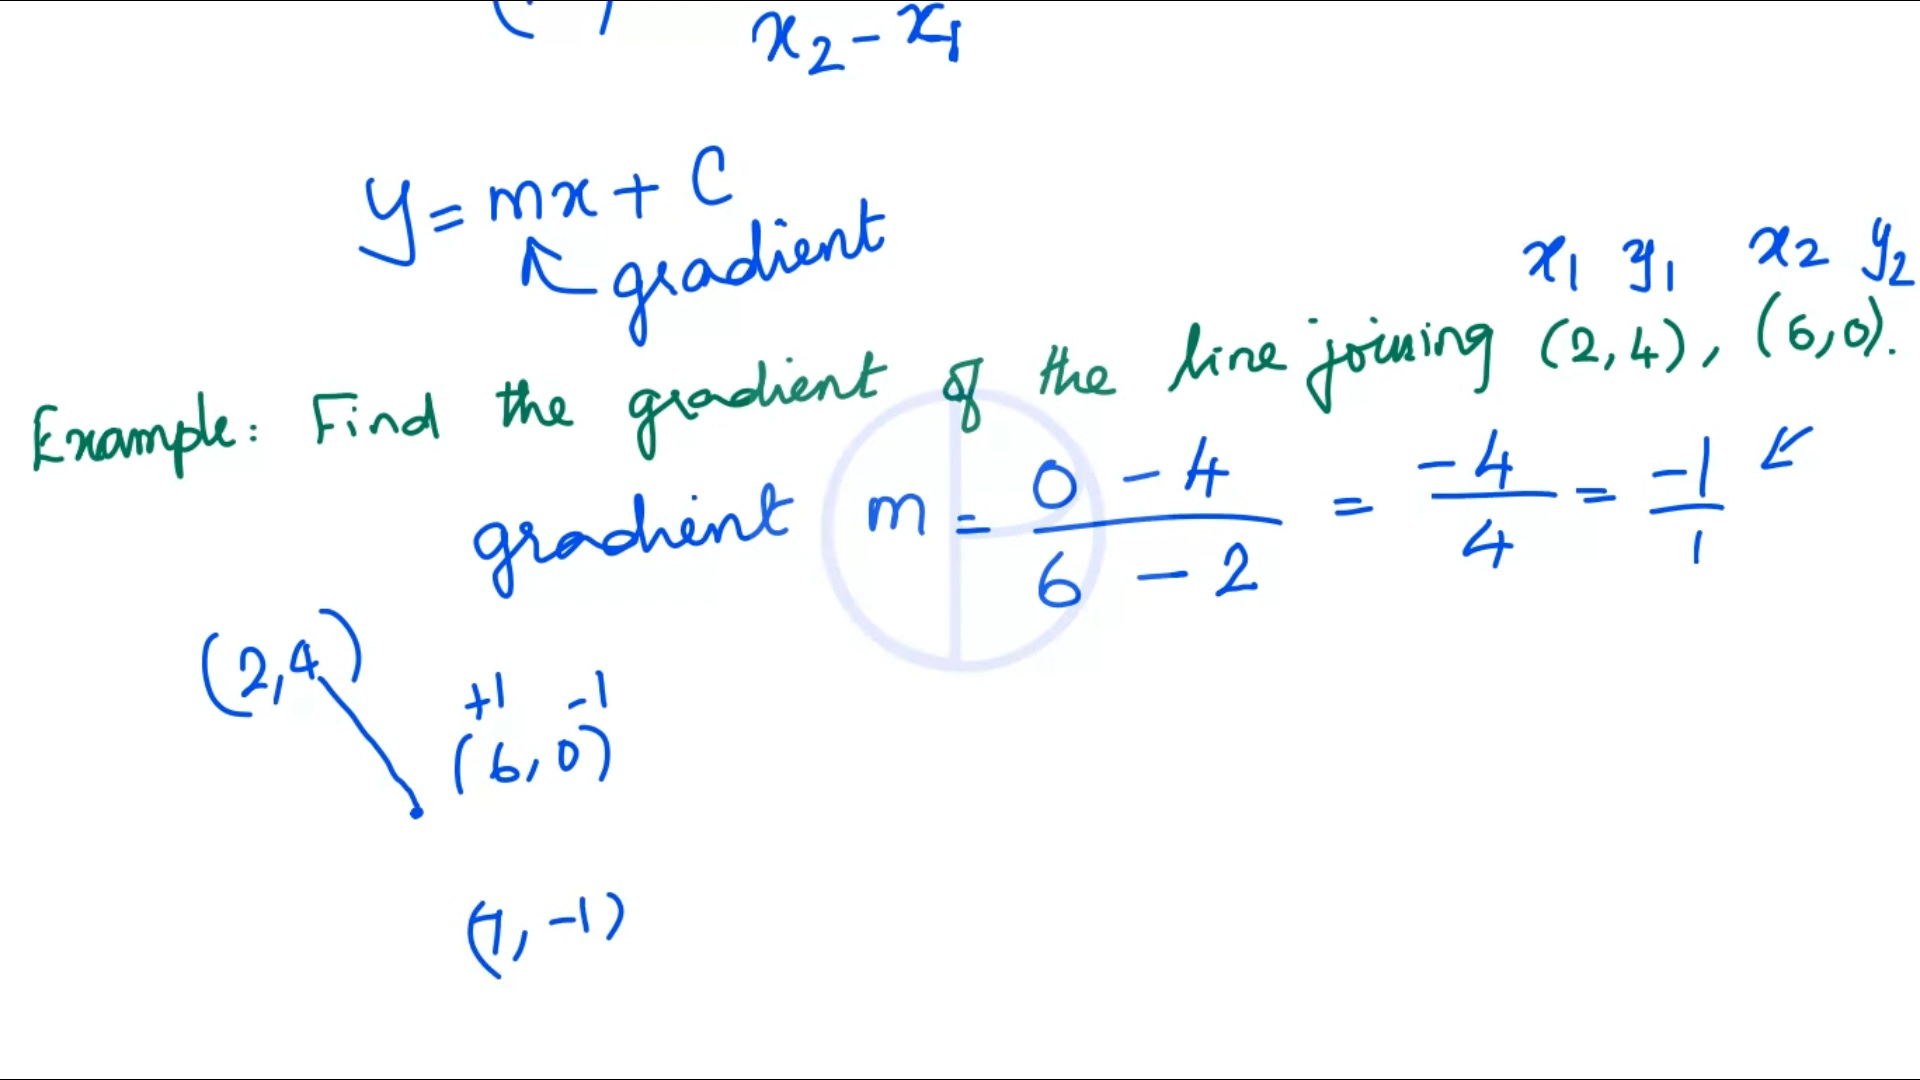 x₂ - x₁
y = mx + C
gradient
x₁ y₁ x₂ y₂
Example: Find the gradient of the line joining (2,4), (6,0).
gradient m = (0 - 4)/(6 - 2) = -4/4 = -1/1
(2,4)
+1 -1
(6,0)
(7,-1)